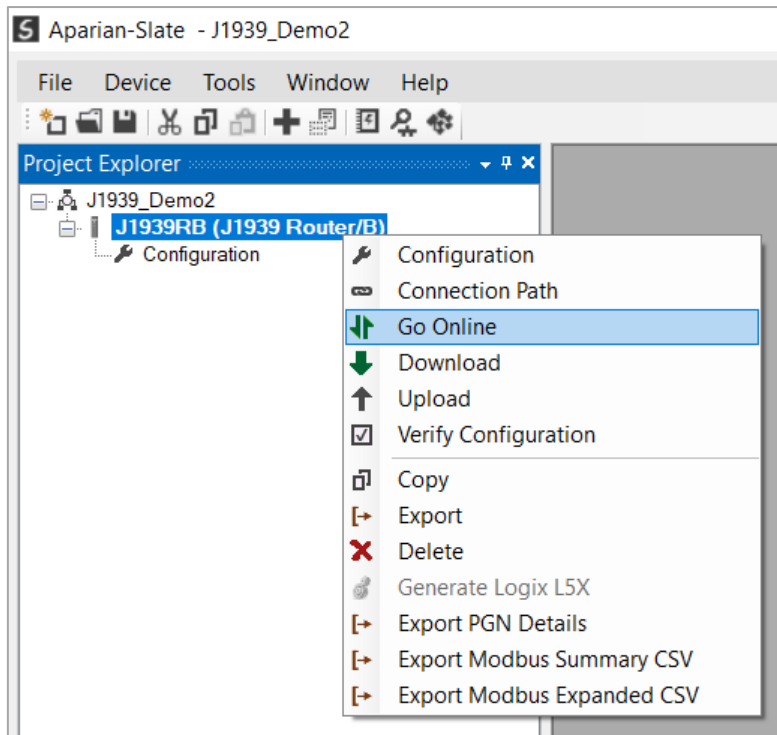 Aparian-Slate - J1939_Demo2
File Device Tools Window Help
Project Explorer
J1939_Demo2
J1939RB (J1939 Router/B)
Configuration
Configuration
Connection Path
Go Online
Download
Upload
Verify Configuration
Copy
Export
Delete
Generate Logix L5X
Export PGN Details
Export Modbus Summary CSV
Export Modbus Expanded CSV